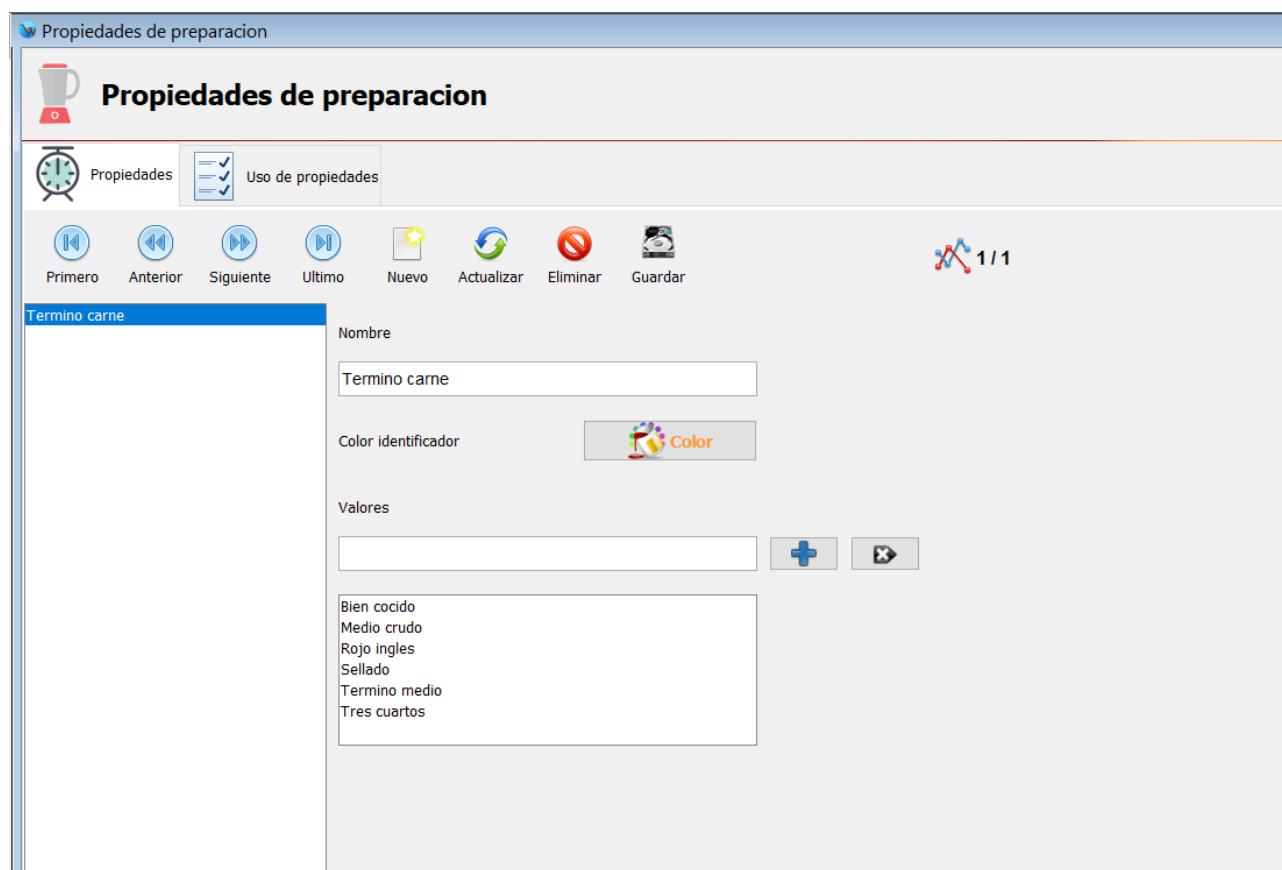 Propiedades de preparacion
Propiedades de preparacion
Propiedades Uso de propiedades
Primero Anterior Siguiente Ultimo Nuevo Actualizar Eliminar Guardar 1 / 1
Termino carne
Nombre
Termino carne
Color identificador Color
Valores
Bien cocido
Medio crudo
Rojo ingles
Sellado
Termino medio
Tres cuartos